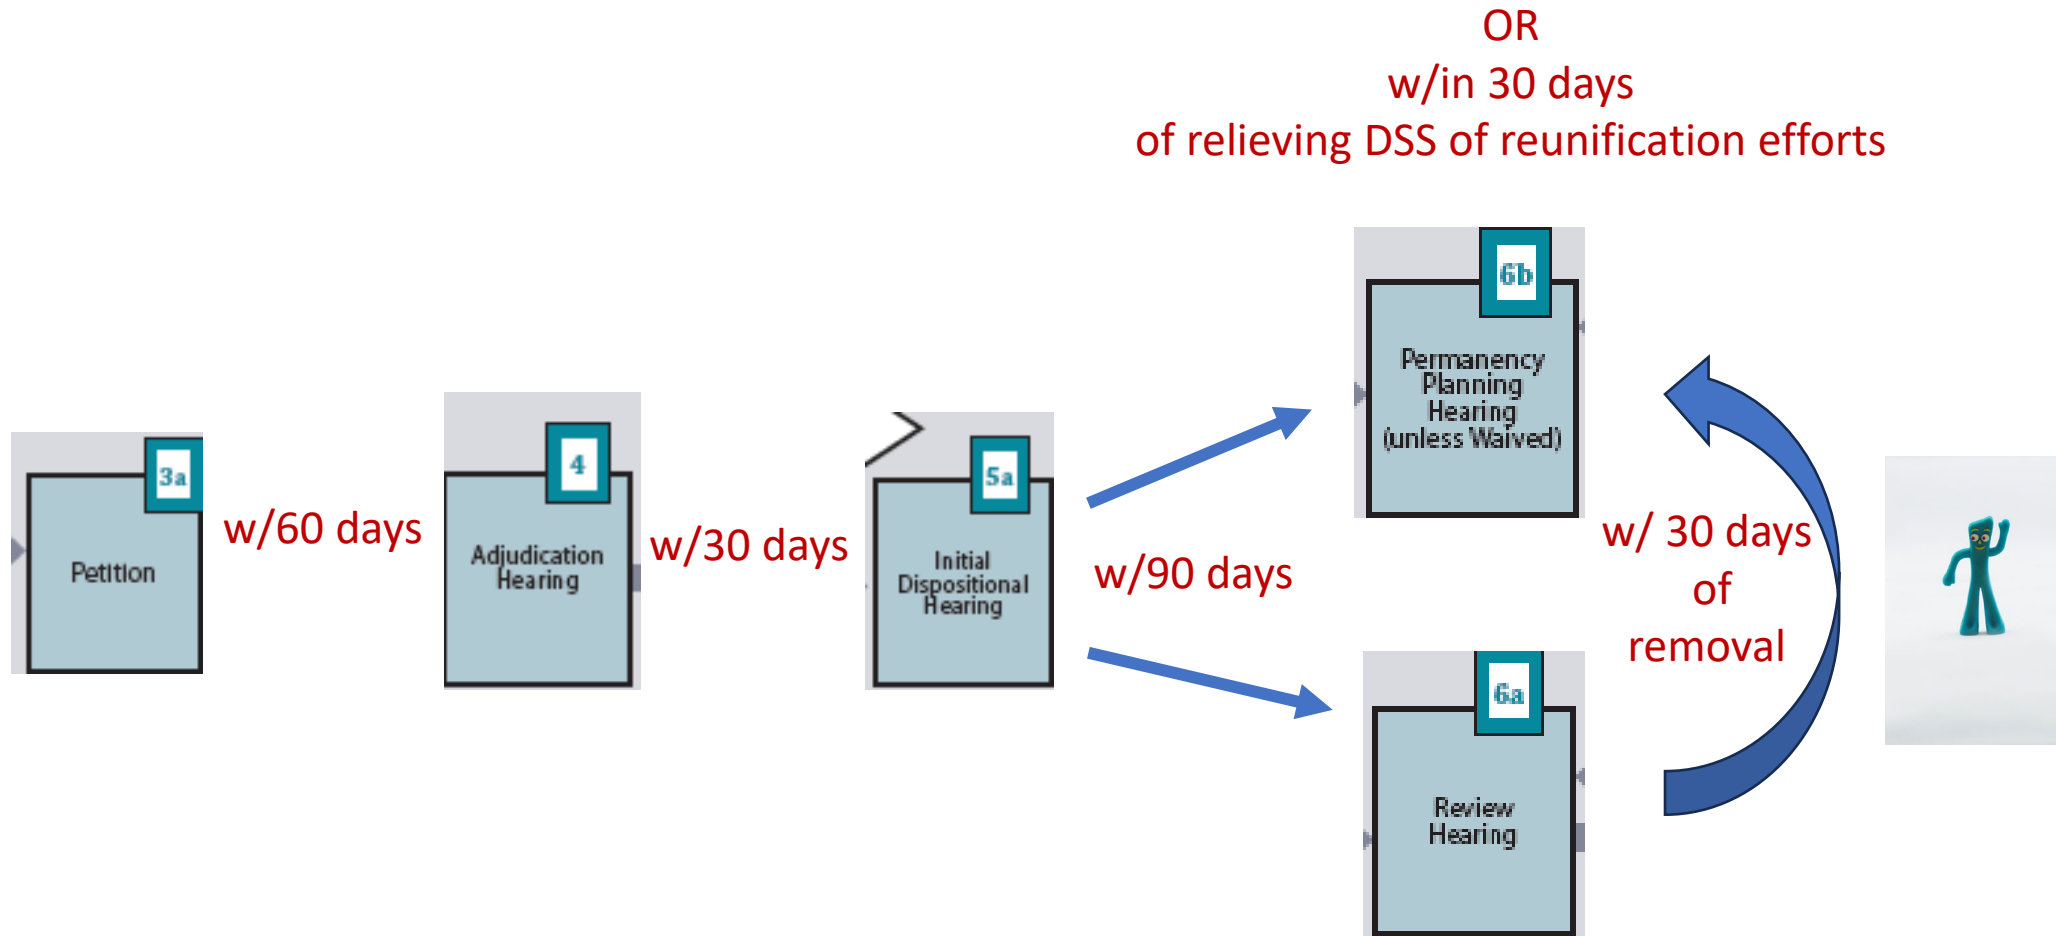 OR
w/in 30 days
of relieving DSS of reunification efforts
3a
Petition
w/60 days
4
Adjudication
Hearing
w/30 days
5a
Initial
Dispositional
Hearing
w/90 days
6b
Permanency
Planning
Hearing
(unless Waived)
w/ 30 days
of
removal
6a
Review
Hearing